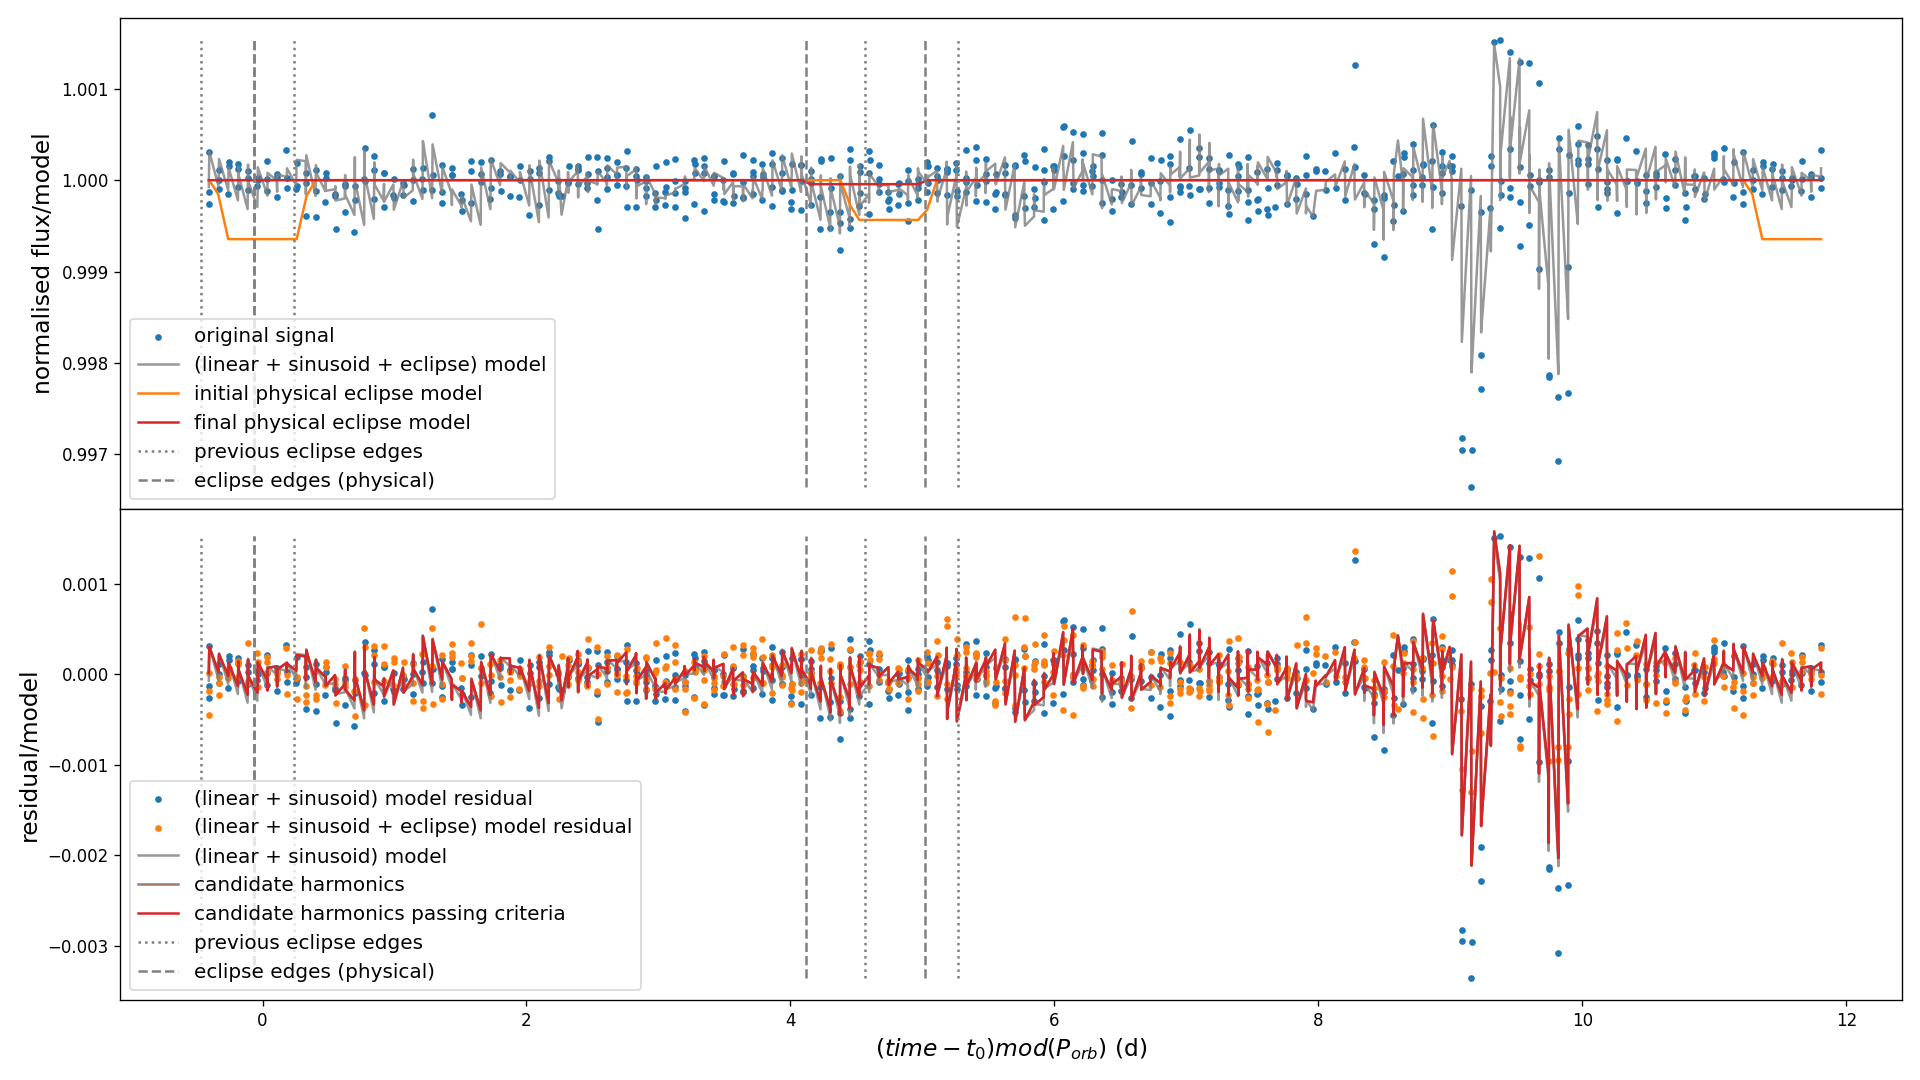 1.001
1.000
0.999
0.998
0.997
normalised flux/model
original signal
(linear + sinusoid + eclipse) model
initial physical eclipse model
final physical eclipse model
previous eclipse edges
eclipse edges (physical)
0.001
0.000
−0.001
−0.002
−0.003
residual/model
(linear + sinusoid) model residual
(linear + sinusoid + eclipse) model residual
(linear + sinusoid) model
candidate harmonics
candidate harmonics passing criteria
previous eclipse edges
eclipse edges (physical)
0 2 4 6 8 10 12
(time − t₀)mod(Pₒᵣᵦ) (d)